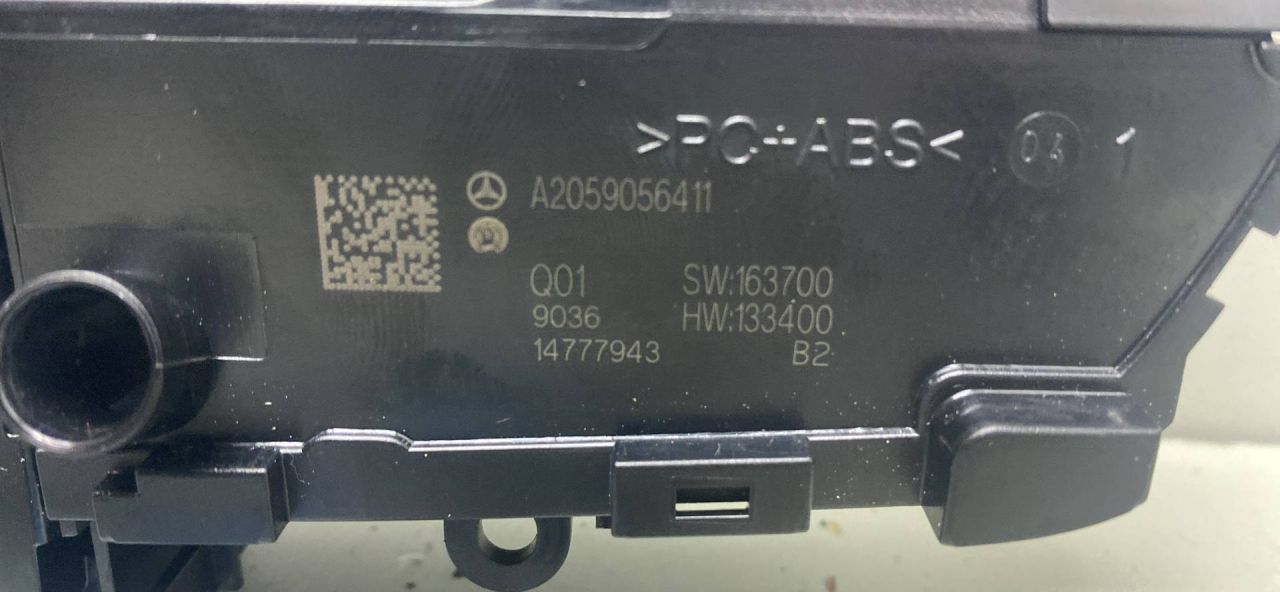 >PC+ABS<
04
1
A2059056411
Q01 SW:163700
9036 HW:133400
14777943 B2